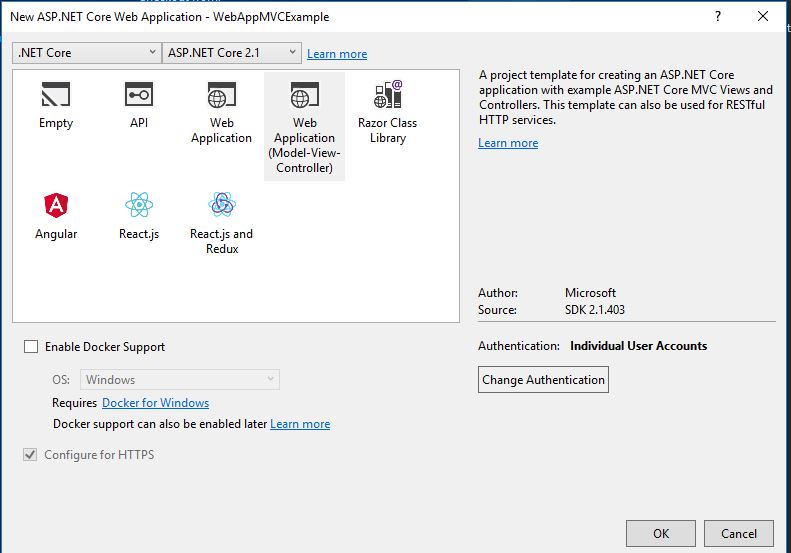 New ASP.NET Core Web Application - WebAppMVCExample
?
.NET Core
ASP.NET Core 2.1
Learn more
Empty
API
Web
Application
Web
Application
(Model-View-
Controller)
Razor Class
Library
Angular
React.js
React.js and
Redux
A project template for creating an ASP.NET Core
application with example ASP.NET Core MVC Views and
Controllers. This template can also be used for RESTful
HTTP services.
Learn more
Author: Microsoft
Source: SDK 2.1.403
Authentication: Individual User Accounts
Change Authentication
Enable Docker Support
OS: Windows
Requires Docker for Windows
Docker support can also be enabled later Learn more
Configure for HTTPS
OK
Cancel